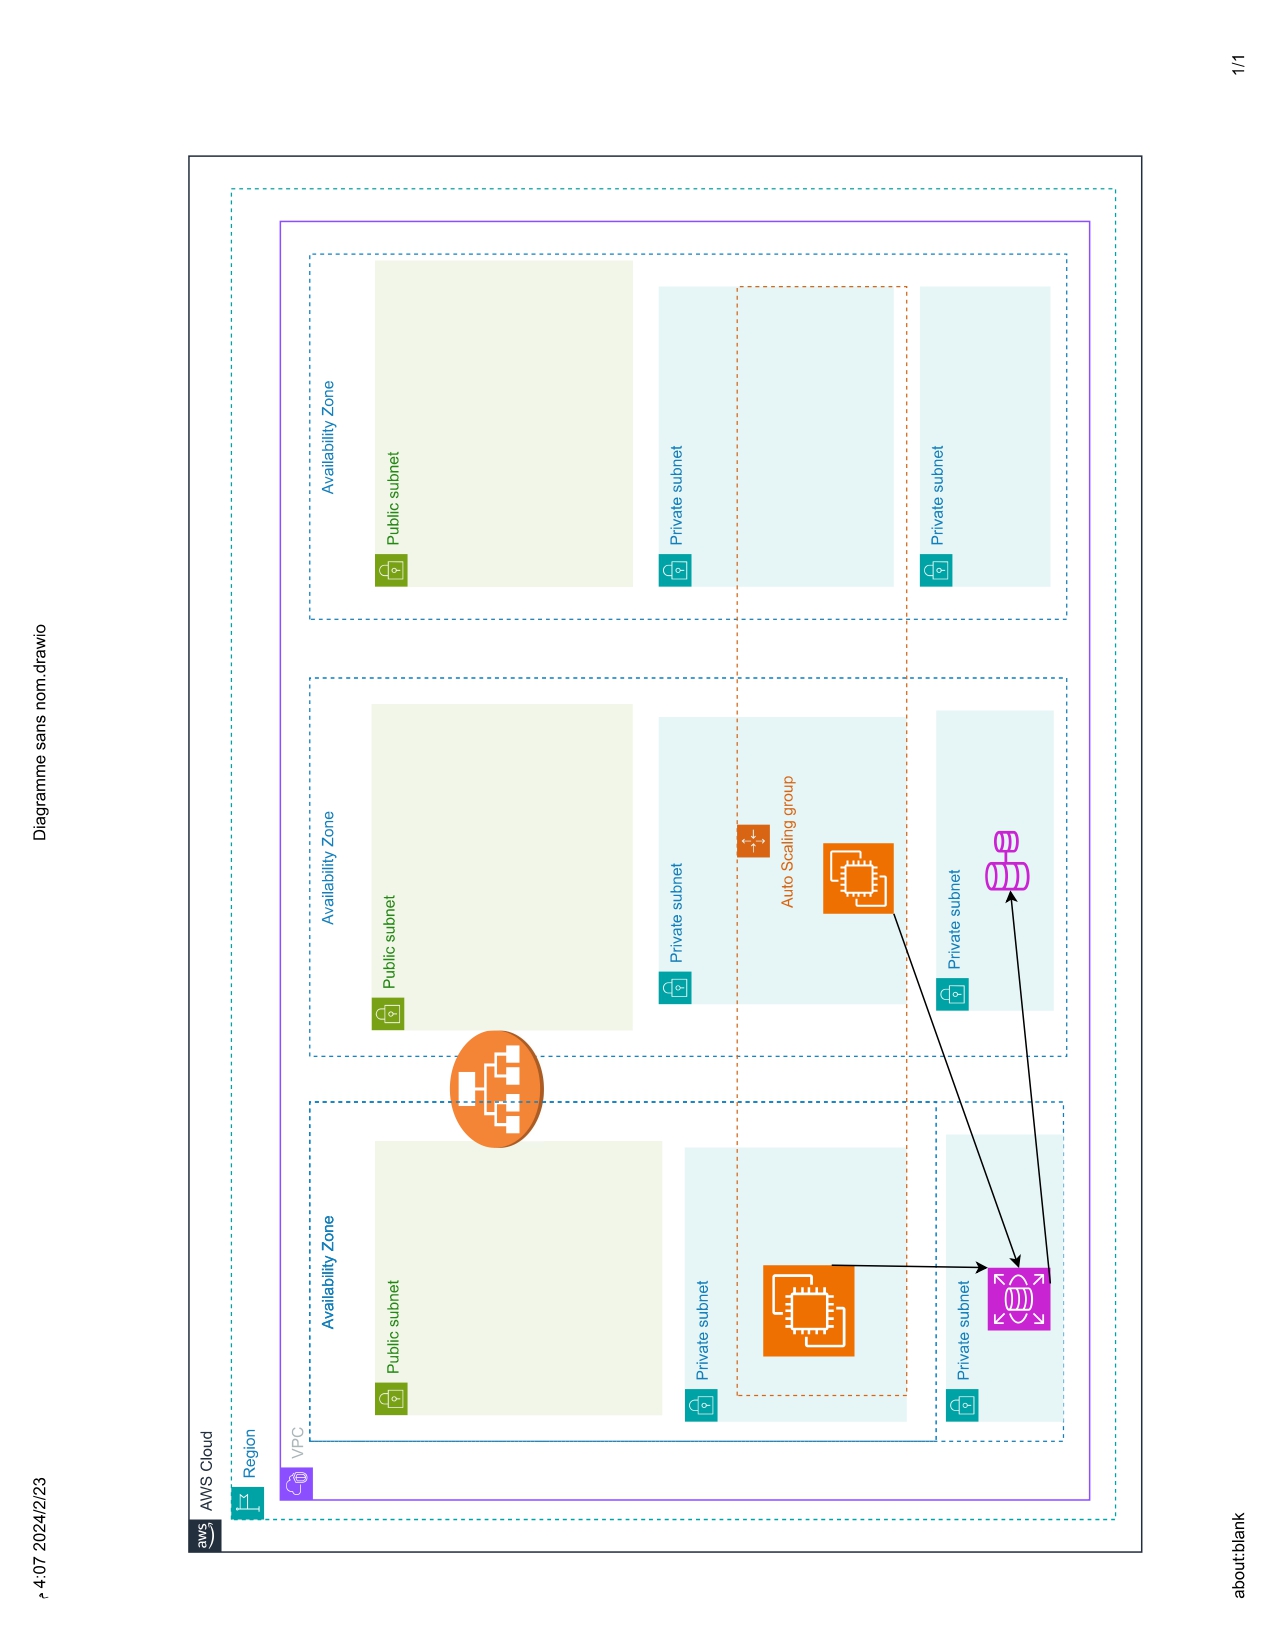 م 4:07 2024/2/23
Diagramme sans nom.drawio
aws
AWS Cloud
Region
VPC
Availability Zone
Availability Zone
Availability Zone
Public subnet
Public subnet
Public subnet
Private subnet
Private subnet
Private subnet
Auto Scaling group
Private subnet
Private subnet
Private subnet
about:blank
1/1